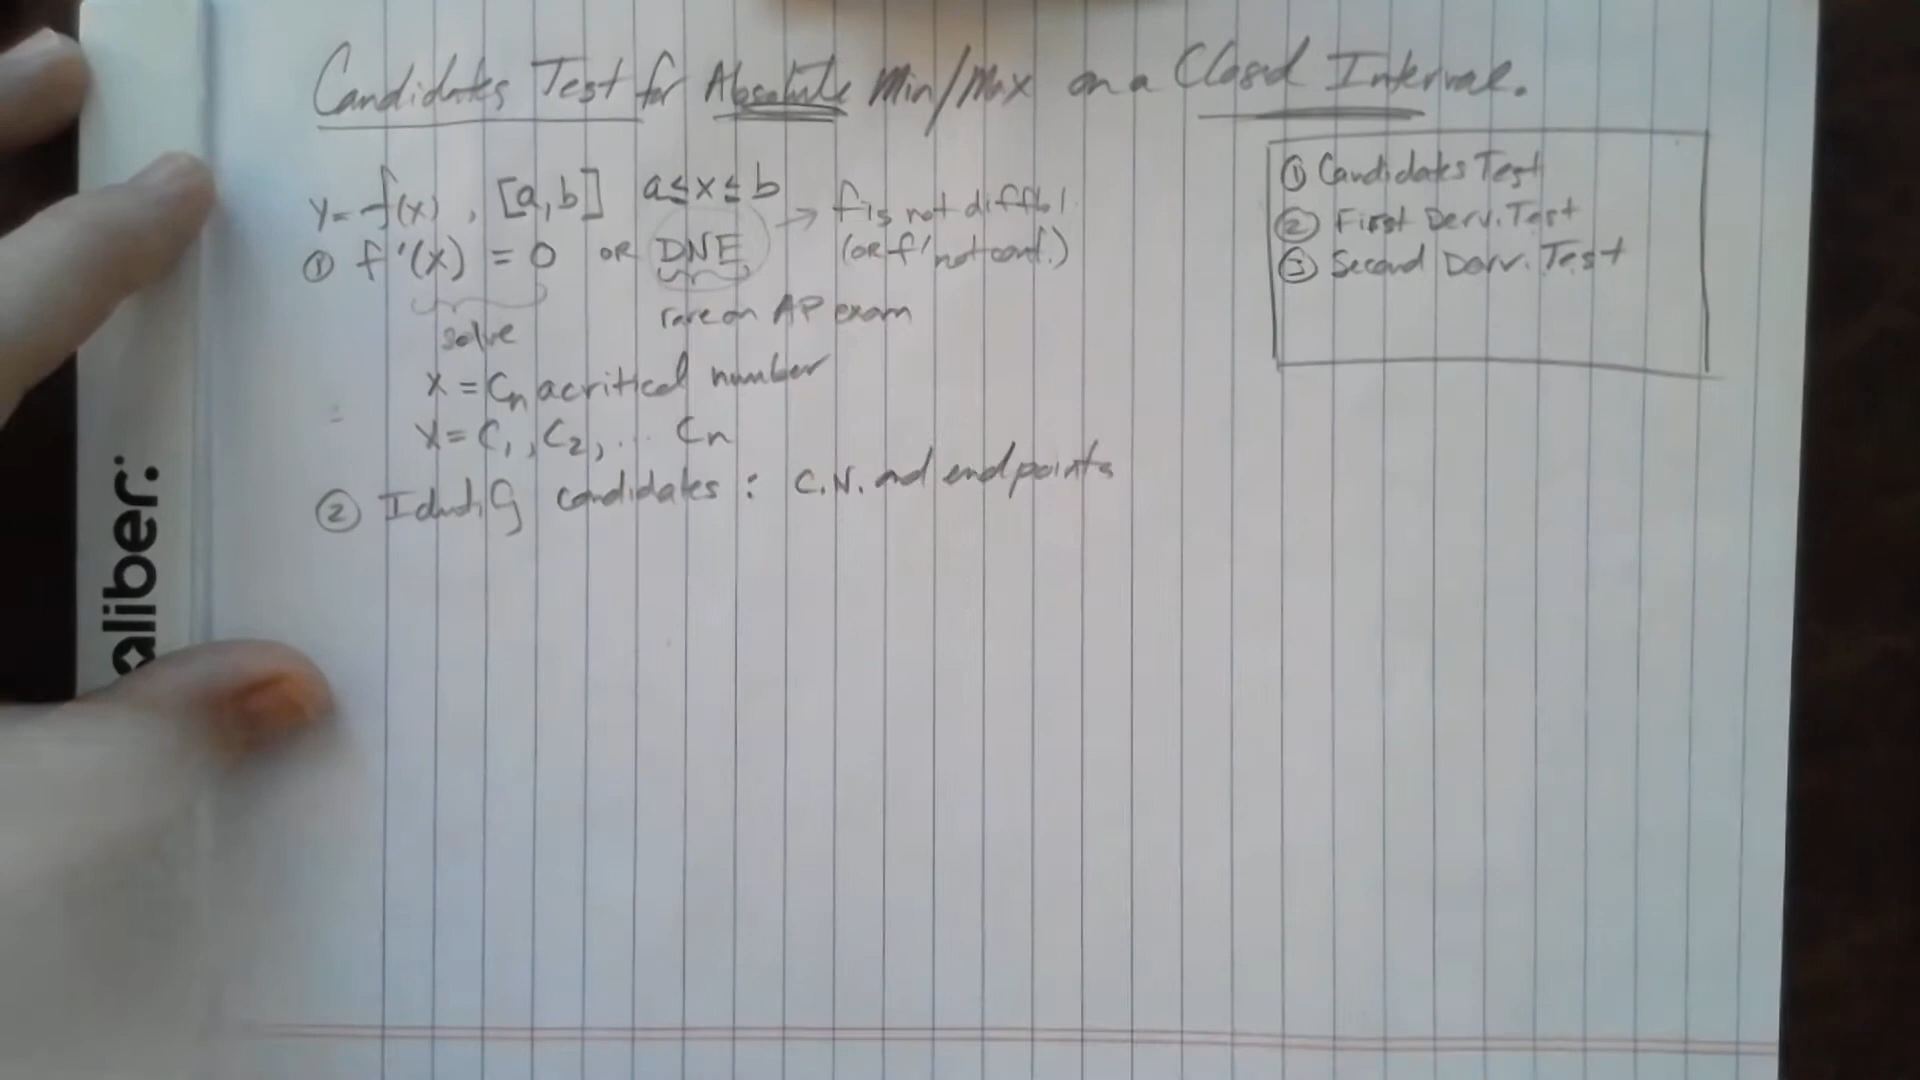 Candidates Test for Absolute Min/Max on a Closed Interval.
y = f(x), [a,b] a≤x≤b
① f'(x) = 0 OR DNE → f is not diffbl
(or f' not cont.)
solve
rare on AP exam
x = Cn a critical number
x = C1, C2, ... Cn
② Identify candidates: C.N. and endpoints
① Candidates Test
② First Derv. Test
③ Second Derv. Test
aliber.